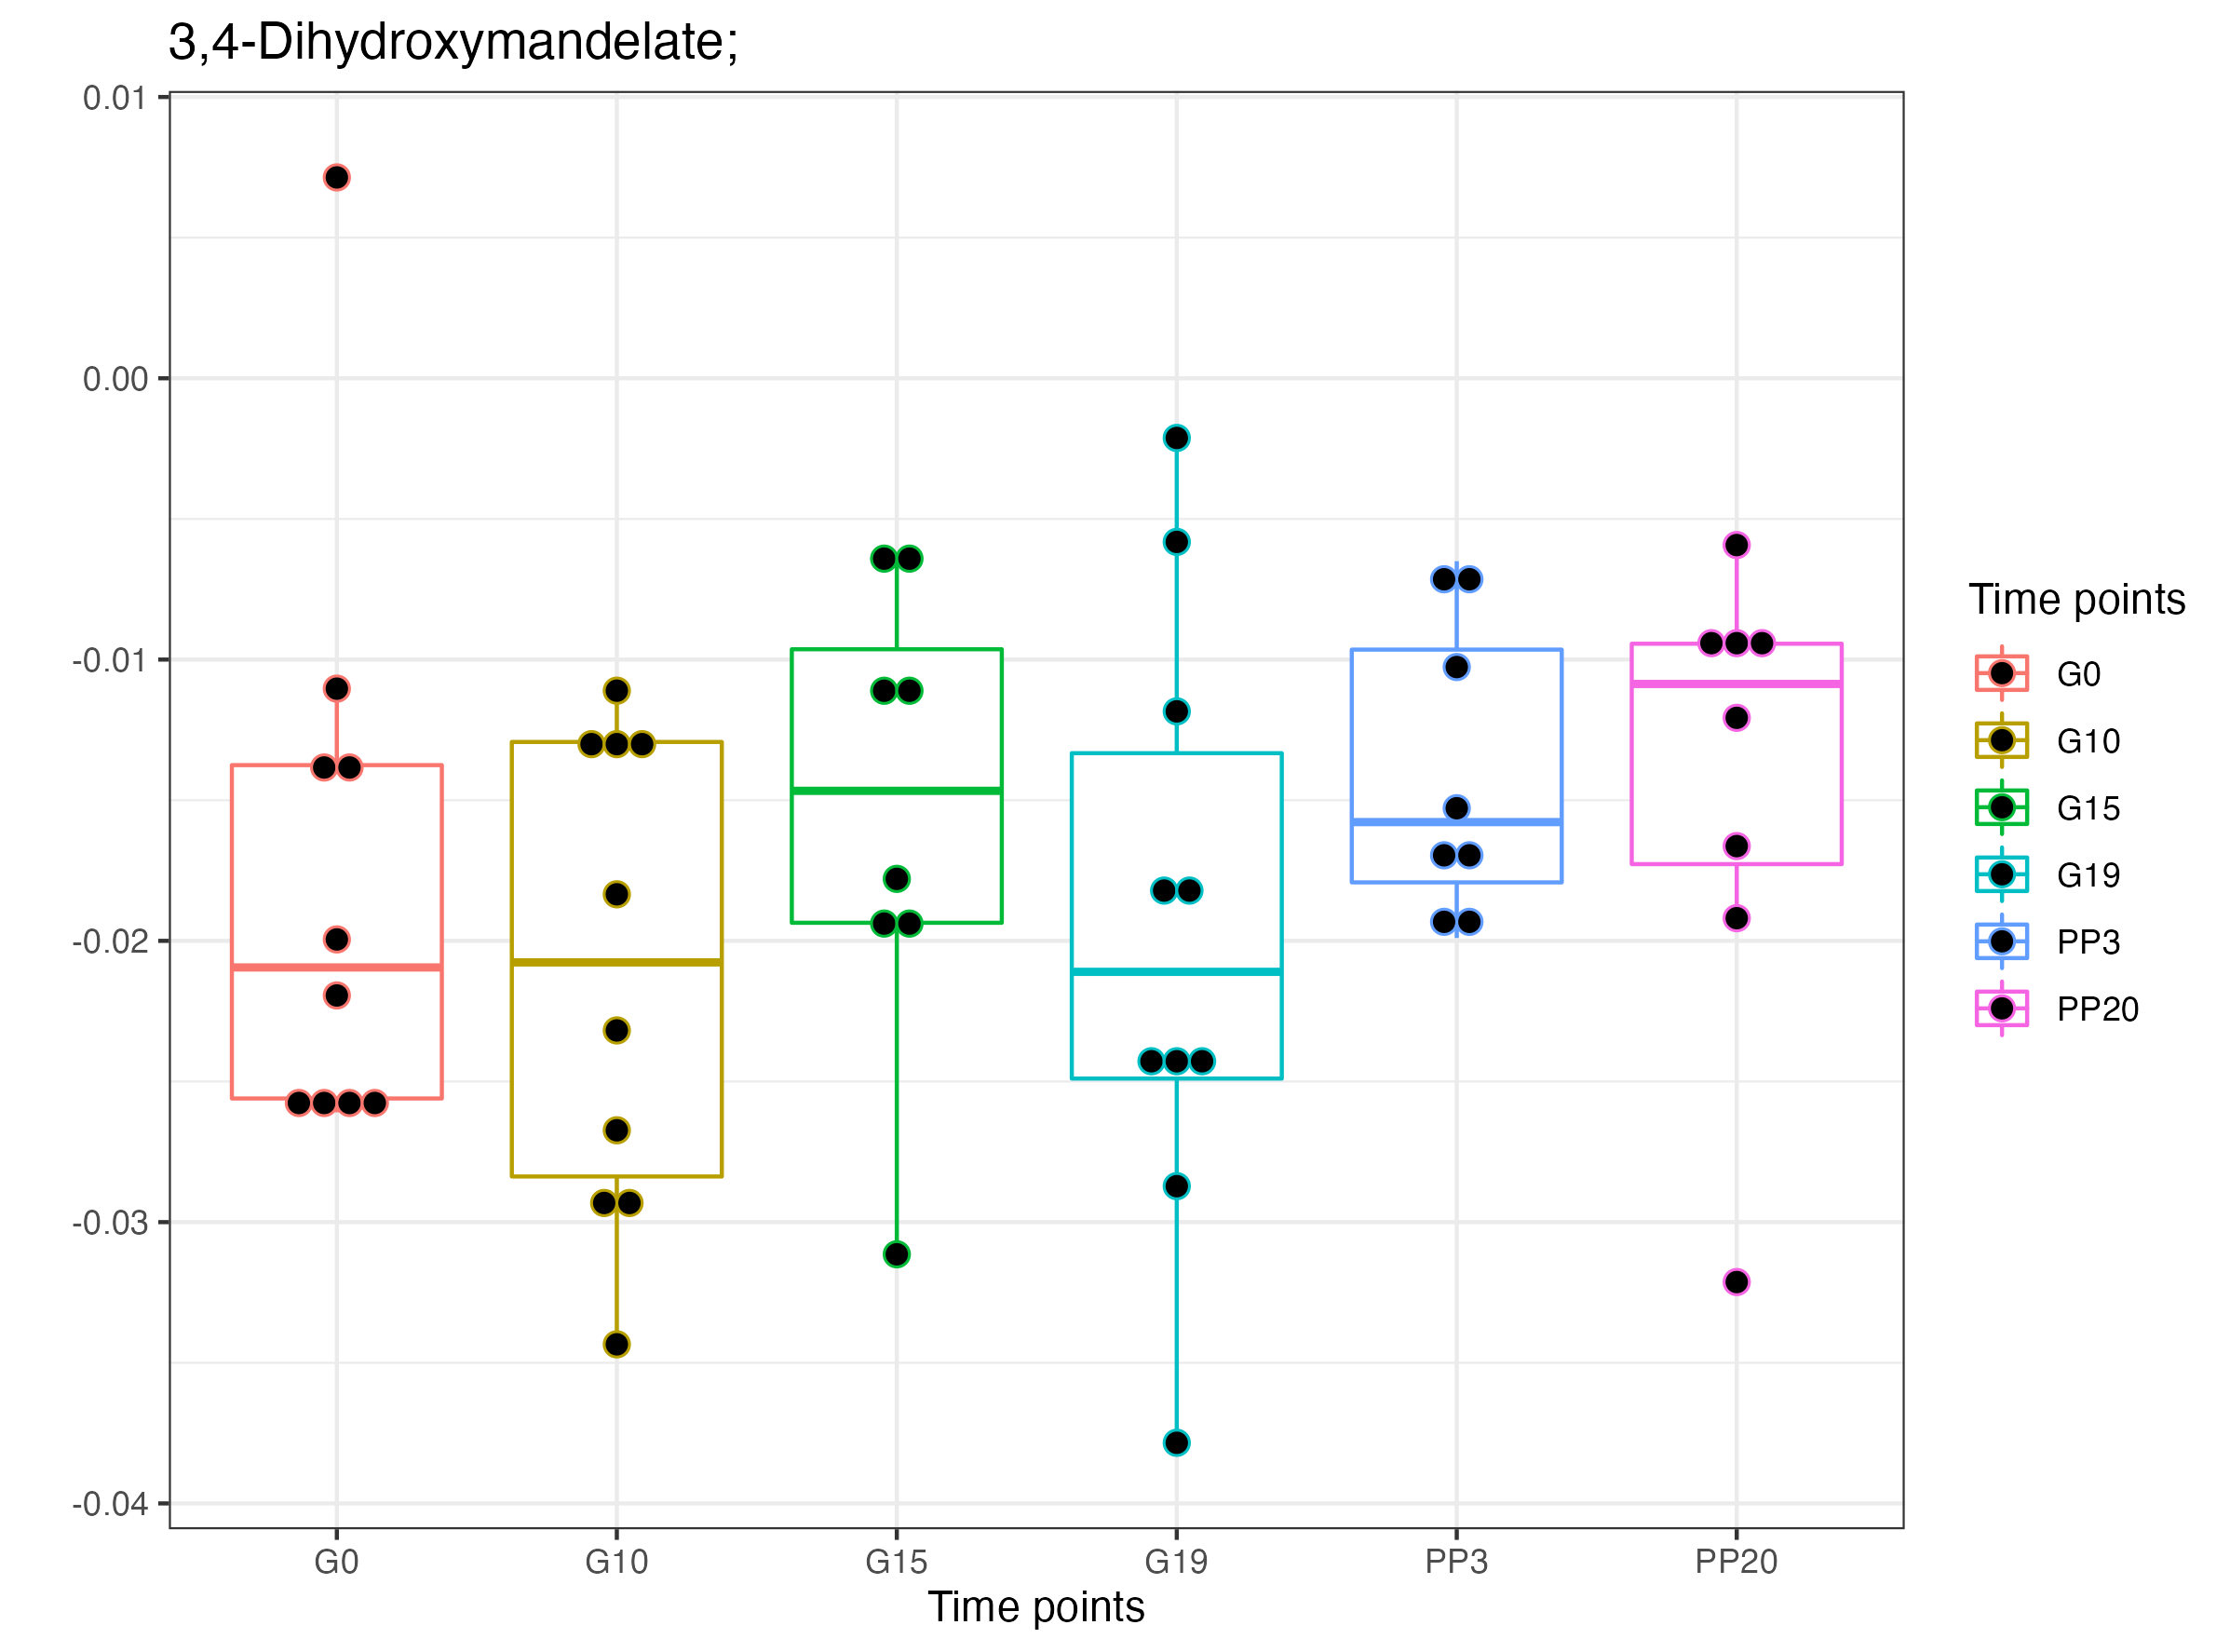 3,4-Dihydroxymandelate;
0.01
0.00
-0.01
-0.02
-0.03
-0.04
G0 G10 G15 G19 PP3 PP20
Time points
Time points
G0
G10
G15
G19
PP3
PP20